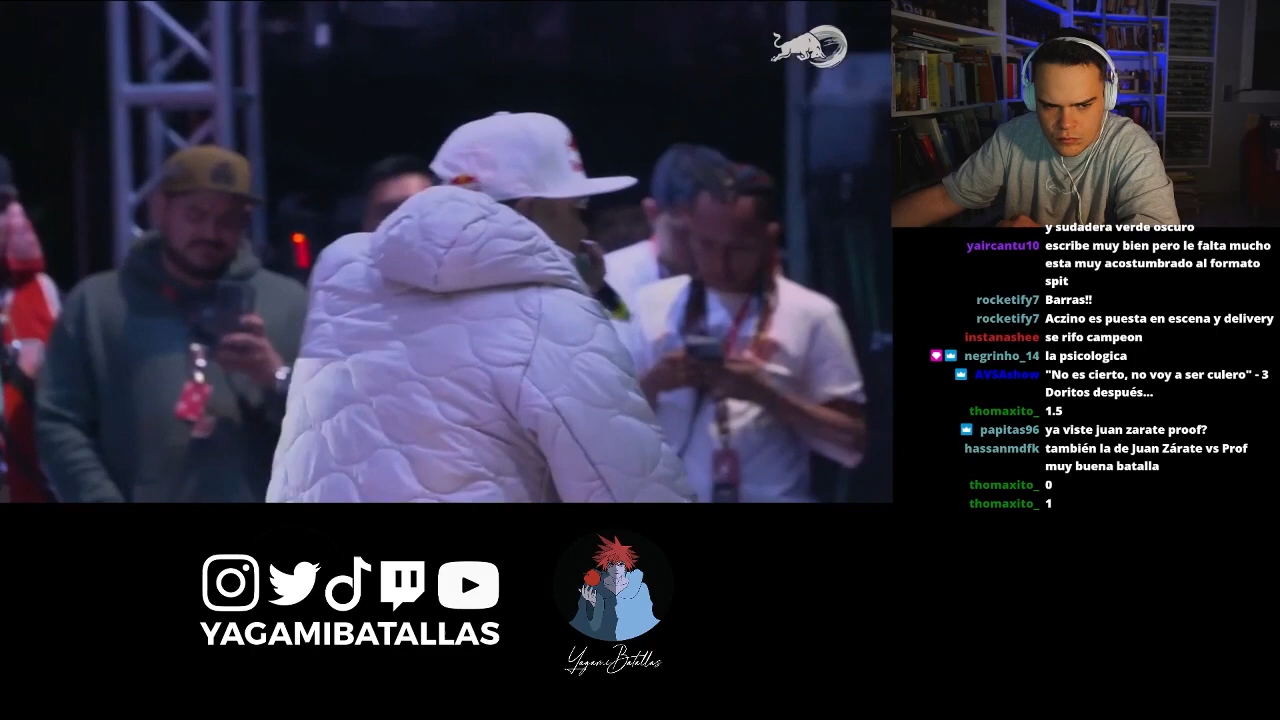 y sudadera verde oscuro
yaircantu10 escribe muy bien pero le falta mucho
esta muy acostumbrado al formato
spit
rocketify7 Barras!!
rocketify7 Aczino es puesta en escena y delivery
instanashee se rifo campeon
negrinho_14 la psicologica
AVSAshow "No es cierto, no voy a ser culero" - 3
Doritos después...
thomaxito_ 1.5
papitas96 ya viste juan zarate proof?
hassanmdfk también la de Juan Zárate vs Prof
muy buena batalla
thomaxito_ 0
thomaxito_ 1
YAGAMIBATALLAS
YagamiBatallas